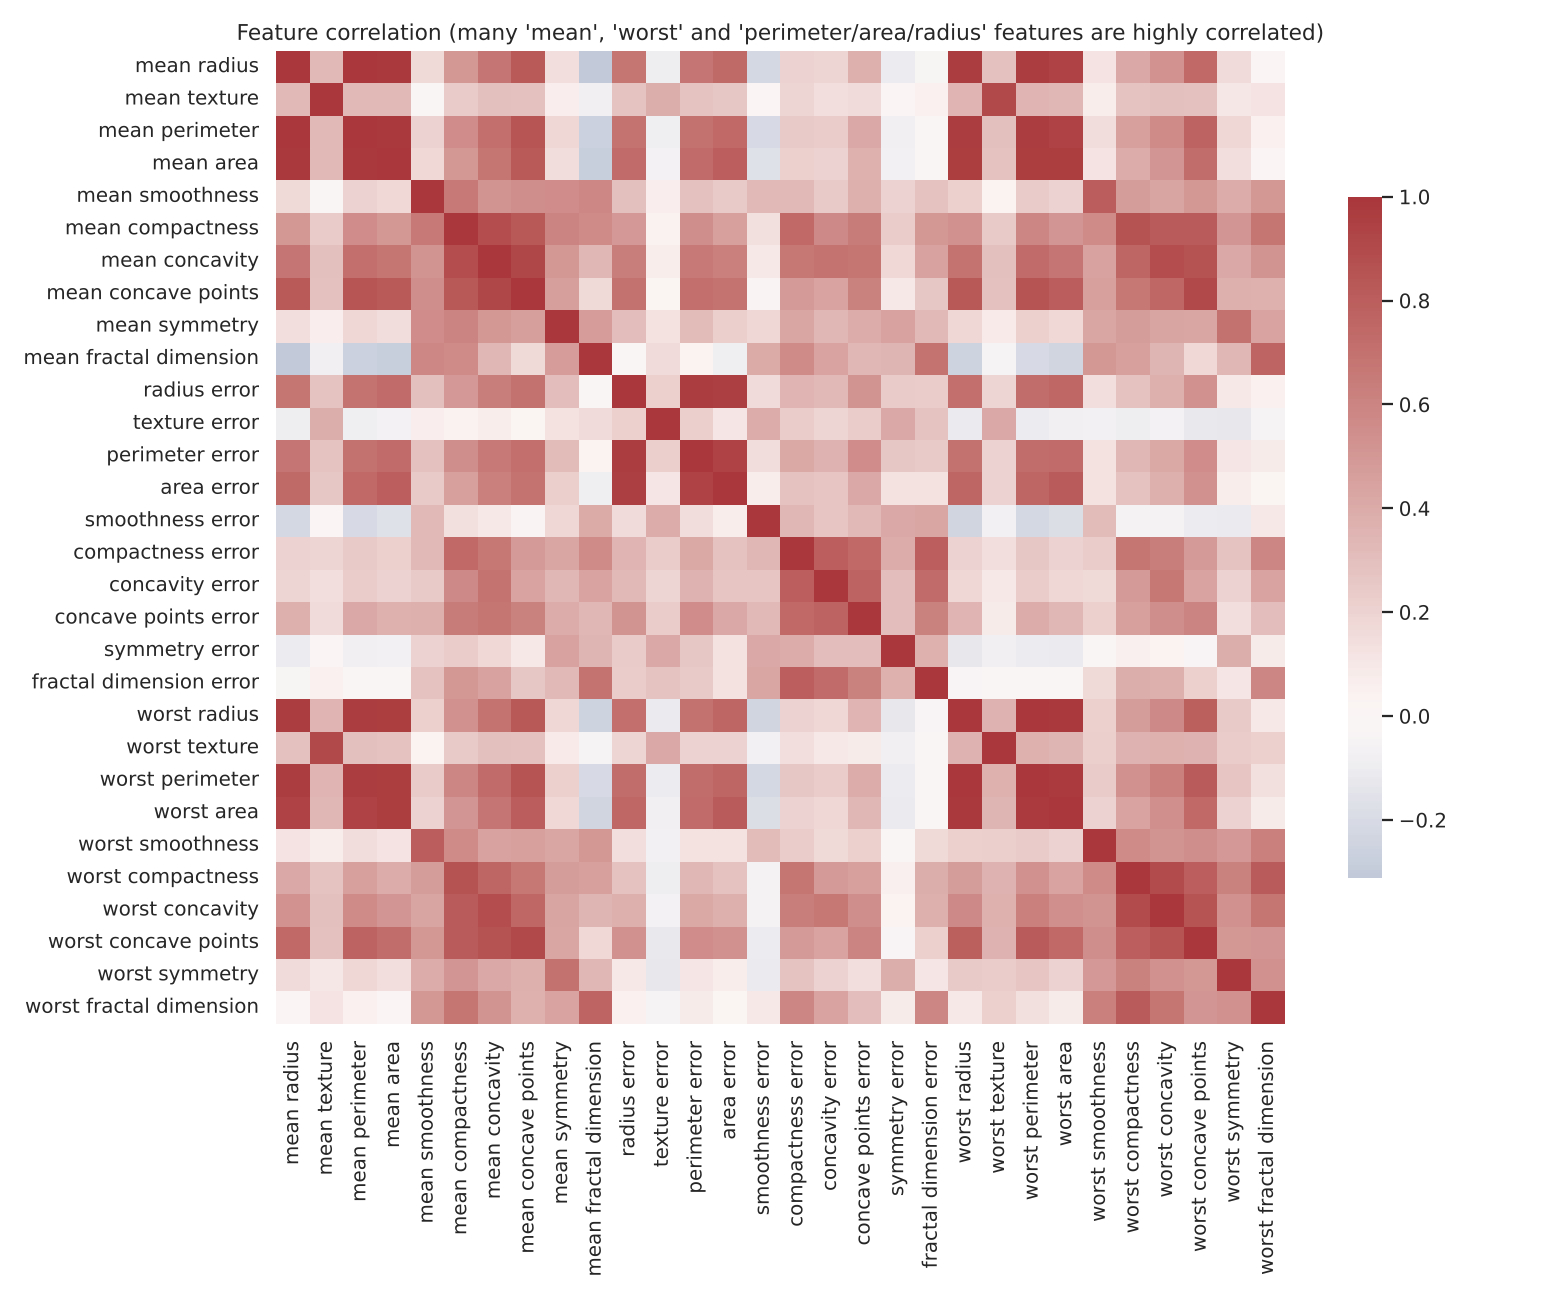 Feature correlation (many 'mean', 'worst' and 'perimeter/area/radius' features are highly correlated)
mean radius
mean texture
mean perimeter
mean area
mean smoothness
mean compactness
mean concavity
mean concave points
mean symmetry
mean fractal dimension
radius error
texture error
perimeter error
area error
smoothness error
compactness error
concavity error
concave points error
symmetry error
fractal dimension error
worst radius
worst texture
worst perimeter
worst area
worst smoothness
worst compactness
worst concavity
worst concave points
worst symmetry
worst fractal dimension
mean radius
mean texture
mean perimeter
mean area
mean smoothness
mean compactness
mean concavity
mean concave points
mean symmetry
mean fractal dimension
radius error
texture error
perimeter error
area error
smoothness error
compactness error
concavity error
concave points error
symmetry error
fractal dimension error
worst radius
worst texture
worst perimeter
worst area
worst smoothness
worst compactness
worst concavity
worst concave points
worst symmetry
worst fractal dimension
1.0
0.8
0.6
0.4
0.2
0.0
−0.2